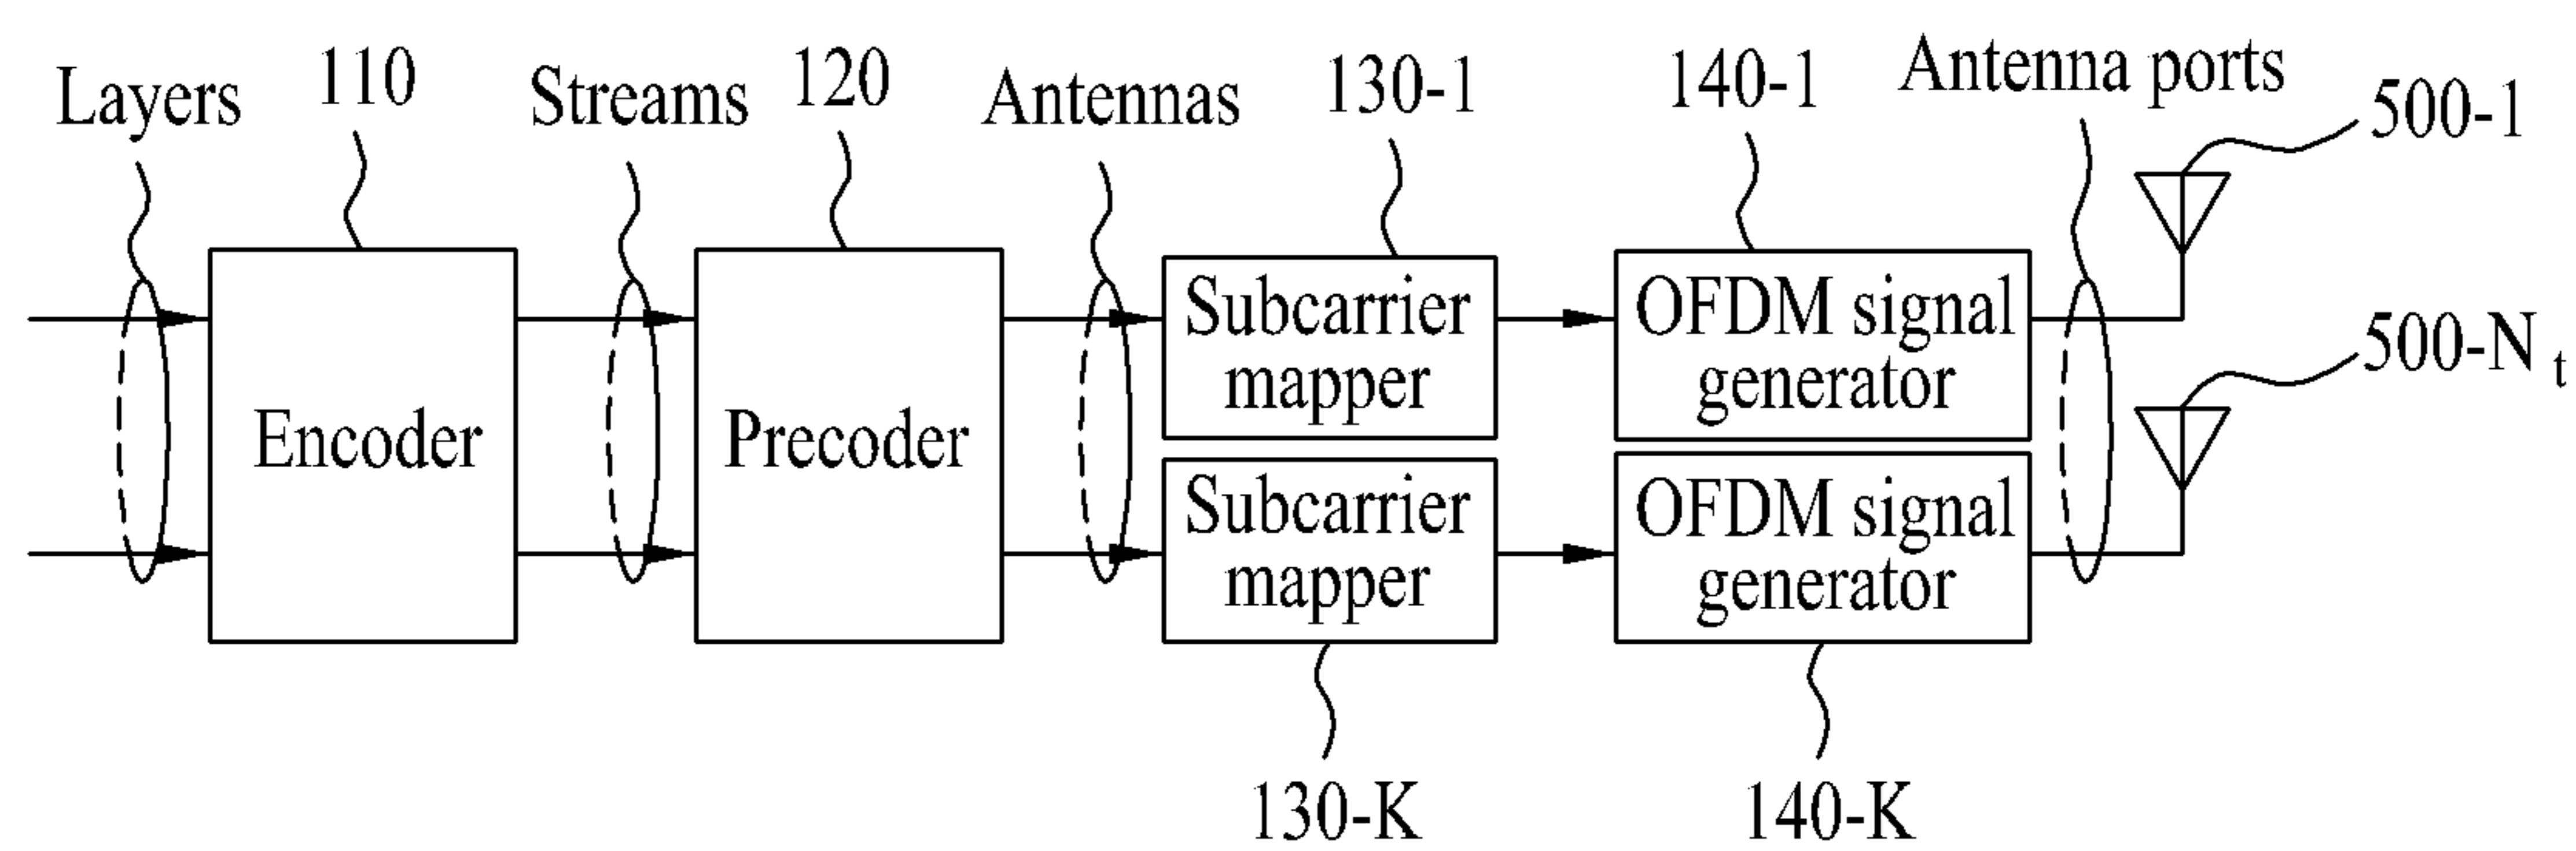 Layers
110
Streams
120
Antennas
130-1
140-1
Antenna ports
500-1
500-Nt
Encoder
Precoder
Subcarrier
mapper
OFDM signal
generator
Subcarrier
mapper
OFDM signal
generator
130-K
140-K